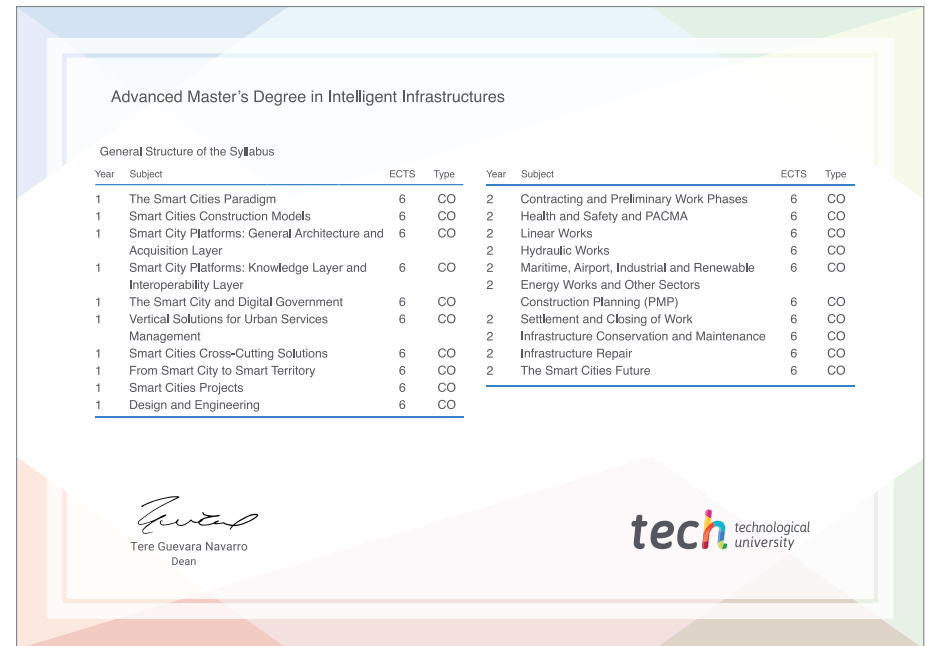 Advanced Master's Degree in Intelligent Infrastructures
General Structure of the Syllabus
Year Subject ECTS Type
1 The Smart Cities Paradigm 6 CO
1 Smart Cities Construction Models 6 CO
1 Smart City Platforms: General Architecture and 6 CO
Acquisition Layer
1 Smart City Platforms: Knowledge Layer and 6 CO
Interoperability Layer
1 The Smart City and Digital Government 6 CO
1 Vertical Solutions for Urban Services 6 CO
Management
1 Smart Cities Cross-Cutting Solutions 6 CO
1 From Smart City to Smart Territory 6 CO
1 Smart Cities Projects 6 CO
1 Design and Engineering 6 CO
Year Subject ECTS Type
2 Contracting and Preliminary Work Phases 6 CO
2 Health and Safety and PACMA 6 CO
2 Linear Works 6 CO
2 Hydraulic Works 6 CO
2 Maritime, Airport, Industrial and Renewable 6 CO
2 Energy Works and Other Sectors
Construction Planning (PMP) 6 CO
2 Settlement and Closing of Work 6 CO
2 Infrastructure Conservation and Maintenance 6 CO
2 Infrastructure Repair 6 CO
2 The Smart Cities Future 6 CO
Tere Guevara Navarro
Dean
tech technological
university